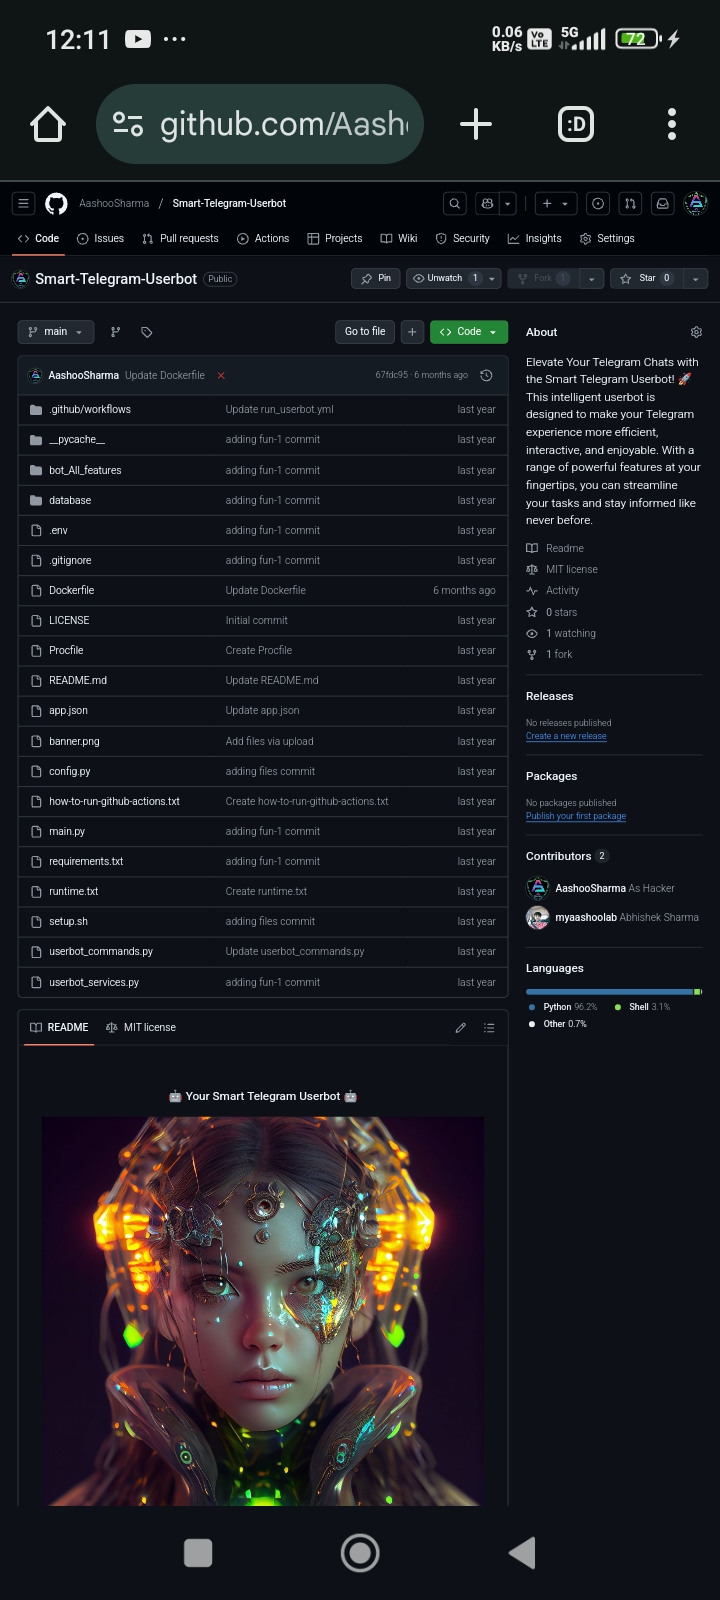 12:11
0.06 KB/s
Vo LTE
5G
72
github.com/Aash
:D
AashooSharma / Smart-Telegram-Userbot
Code Issues Pull requests Actions Projects Wiki Security Insights Settings
Smart-Telegram-Userbot Public
Pin Unwatch 1 Fork 1 Star 0
main
Go to file
Code
AashooSharma Update Dockerfile 67fdc95 · 6 months ago
.github/workflows Update run_userbot.yml last year
__pycache__ adding fun-1 commit last year
bot_All_features adding fun-1 commit last year
database adding fun-1 commit last year
.env adding fun-1 commit last year
.gitignore adding fun-1 commit last year
Dockerfile Update Dockerfile 6 months ago
LICENSE Initial commit last year
Procfile Create Procfile last year
README.md Update README.md last year
app.json Update app.json last year
banner.png Add files via upload last year
config.py adding files commit last year
how-to-run-github-actions.txt Create how-to-run-github-actions.txt last year
main.py adding fun-1 commit last year
requirements.txt adding fun-1 commit last year
runtime.txt Create runtime.txt last year
setup.sh adding files commit last year
userbot_commands.py Update userbot_commands.py last year
userbot_services.py adding fun-1 commit last year
README MIT license
🤖 Your Smart Telegram Userbot 🤖
About
Elevate Your Telegram Chats with
the Smart Telegram Userbot! 🚀
This intelligent userbot is
designed to make your Telegram
experience more efficient,
interactive, and enjoyable. With a
range of powerful features at your
fingertips, you can streamline
your tasks and stay informed like
never before.
Readme
MIT license
Activity
0 stars
1 watching
1 fork
Releases
No releases published
Create a new release
Packages
No packages published
Publish your first package
Contributors 2
AashooSharma As Hacker
myaashoolab Abhishek Sharma
Languages
Python 96.2% Shell 3.1%
Other 0.7%